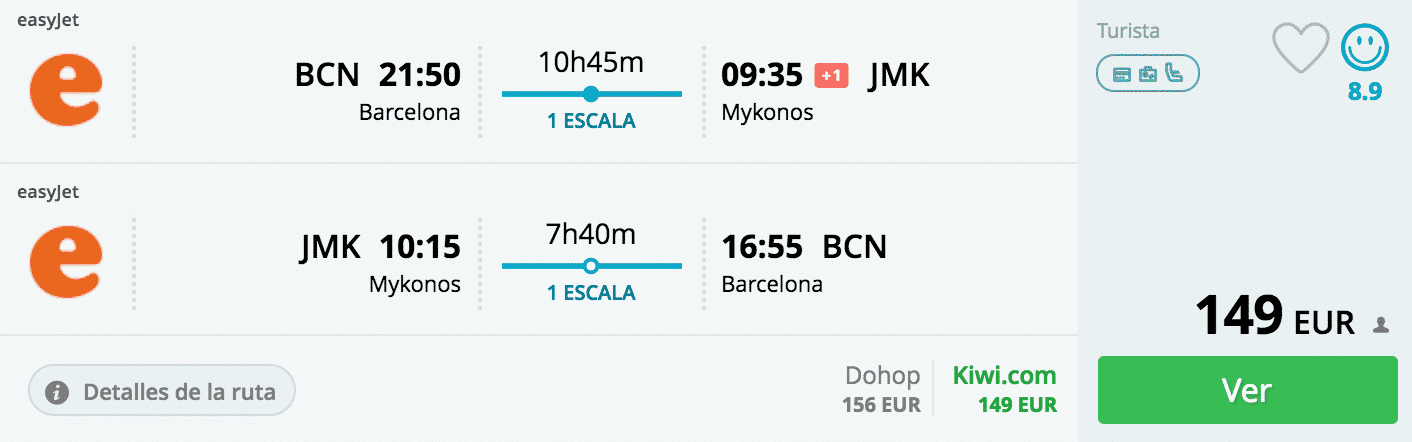 easyJet
e
BCN 21:50
Barcelona
10h45m
1 ESCALA
09:35 +1 JMK
Mykonos
Turista
8.9
easyJet
e
JMK 10:15
Mykonos
7h40m
1 ESCALA
16:55 BCN
Barcelona
149 EUR
i Detalles de la ruta
Dohop
156 EUR
Kiwi.com
149 EUR
Ver